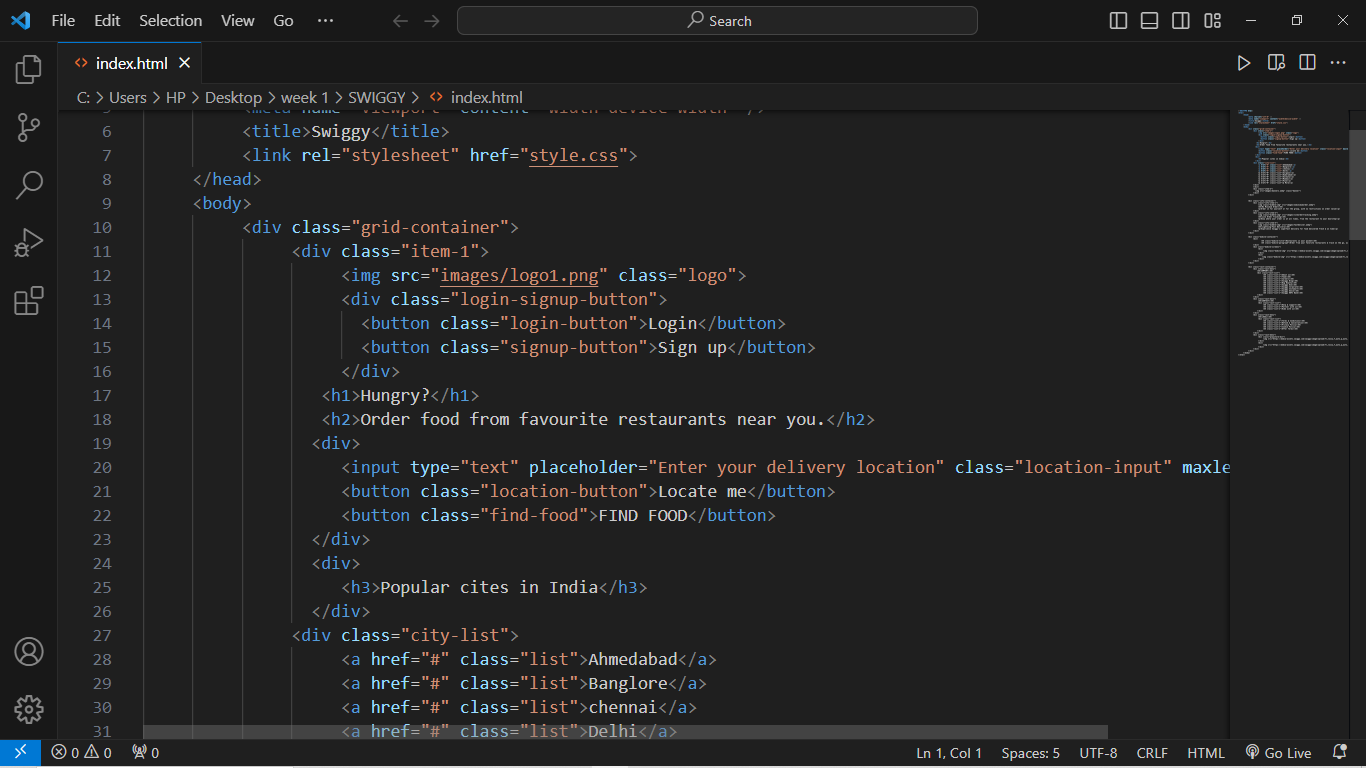 File Edit Selection View Go ··· Search
index.html
C: > Users > HP > Desktop > week 1 > SWIGGY > index.html
6 <title>Swiggy</title>
7 <link rel="stylesheet" href="style.css">
8 </head>
9 <body>
10 <div class="grid-container">
11 <div class="item-1">
12 <img src="images/logo1.png" class="logo">
13 <div class="login-signup-button">
14 <button class="login-button">Login</button>
15 <button class="signup-button">Sign up</button>
16 </div>
17 <h1>Hungry?</h1>
18 <h2>Order food from favourite restaurants near you.</h2>
19 <div>
20 <input type="text" placeholder="Enter your delivery location" class="location-input" maxle
21 <button class="location-button">Locate me</button>
22 <button class="find-food">FIND FOOD</button>
23 </div>
24 <div>
25 <h3>Popular cites in India</h3>
26 </div>
27 <div class="city-list">
28 <a href="#" class="list">Ahmedabad</a>
29 <a href="#" class="list">Banglore</a>
30 <a href="#" class="list">chennai</a>
31 <a href="#" class="list">Delhi</a>
0 0 0 Ln 1, Col 1 Spaces: 5 UTF-8 CRLF HTML Go Live